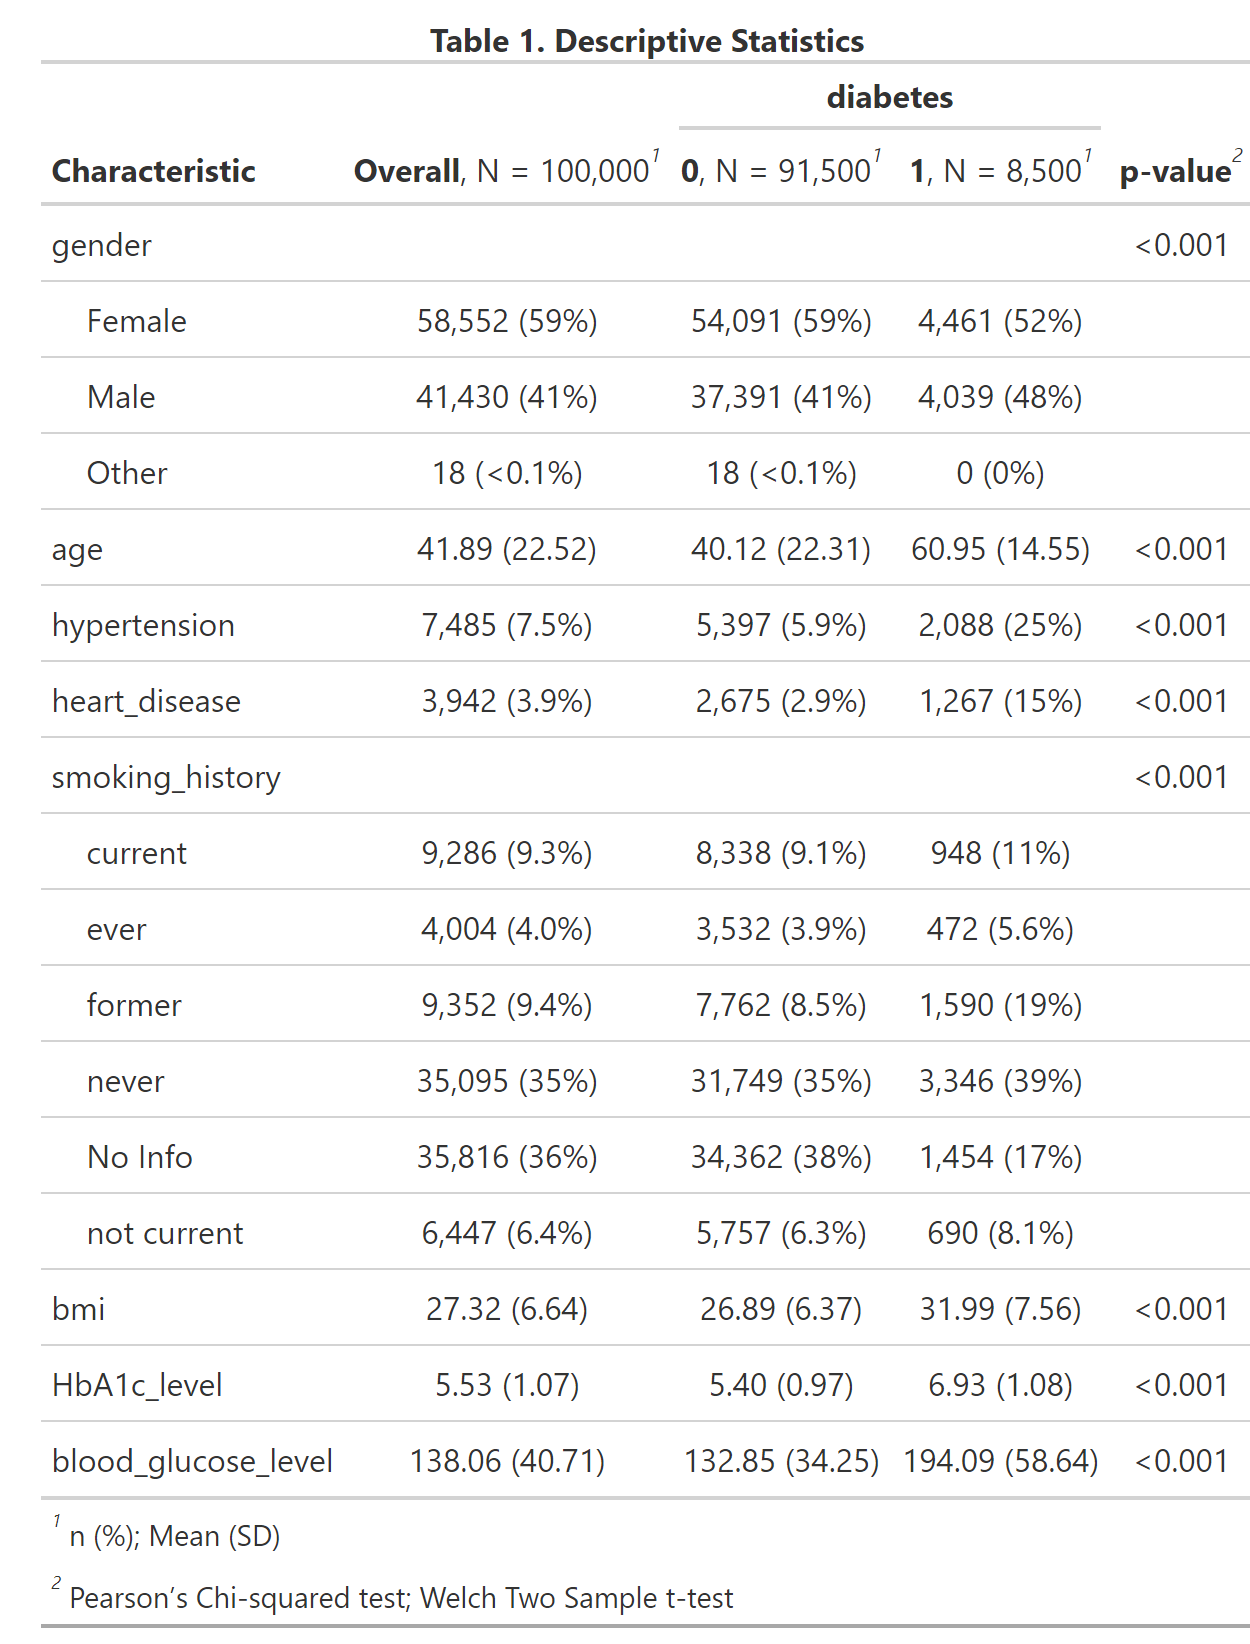 Table 1. Descriptive Statistics
diabetes
Characteristic Overall, N = 100,000¹ 0, N = 91,500¹ 1, N = 8,500¹ p-value²
gender <0.001
Female 58,552 (59%) 54,091 (59%) 4,461 (52%)
Male 41,430 (41%) 37,391 (41%) 4,039 (48%)
Other 18 (<0.1%) 18 (<0.1%) 0 (0%)
age 41.89 (22.52) 40.12 (22.31) 60.95 (14.55) <0.001
hypertension 7,485 (7.5%) 5,397 (5.9%) 2,088 (25%) <0.001
heart_disease 3,942 (3.9%) 2,675 (2.9%) 1,267 (15%) <0.001
smoking_history <0.001
current 9,286 (9.3%) 8,338 (9.1%) 948 (11%)
ever 4,004 (4.0%) 3,532 (3.9%) 472 (5.6%)
former 9,352 (9.4%) 7,762 (8.5%) 1,590 (19%)
never 35,095 (35%) 31,749 (35%) 3,346 (39%)
No Info 35,816 (36%) 34,362 (38%) 1,454 (17%)
not current 6,447 (6.4%) 5,757 (6.3%) 690 (8.1%)
bmi 27.32 (6.64) 26.89 (6.37) 31.99 (7.56) <0.001
HbA1c_level 5.53 (1.07) 5.40 (0.97) 6.93 (1.08) <0.001
blood_glucose_level 138.06 (40.71) 132.85 (34.25) 194.09 (58.64) <0.001
¹ n (%); Mean (SD)
² Pearson’s Chi-squared test; Welch Two Sample t-test